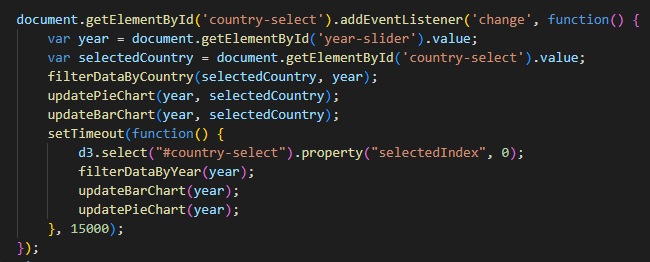 document.getElementById('country-select').addEventListener('change', function() {
    var year = document.getElementById('year-slider').value;
    var selectedCountry = document.getElementById('country-select').value;
    filterDataByCountry(selectedCountry, year);
    updatePieChart(year, selectedCountry);
    updateBarChart(year, selectedCountry);
    setTimeout(function() {
        d3.select("#country-select").property("selectedIndex", 0);
        filterDataByYear(year);
        updateBarChart(year);
        updatePieChart(year);
    }, 15000);
});